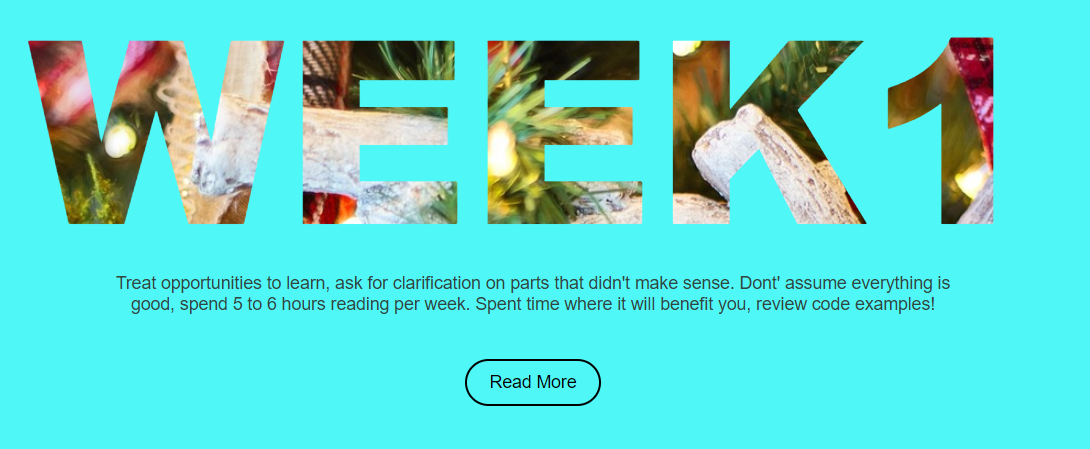 WEEK 1
Treat opportunities to learn, ask for clarification on parts that didn't make sense. Dont' assume everything is
good, spend 5 to 6 hours reading per week. Spent time where it will benefit you, review code examples!
Read More